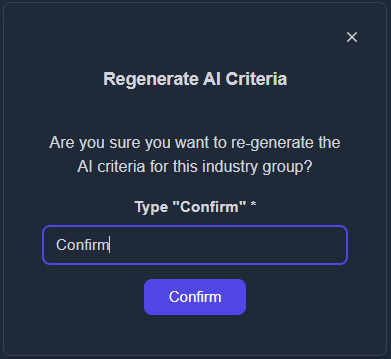 Regenerate AI Criteria
Are you sure you want to re-generate the
AI criteria for this industry group?
Type "Confirm" *
Confirm
Confirm